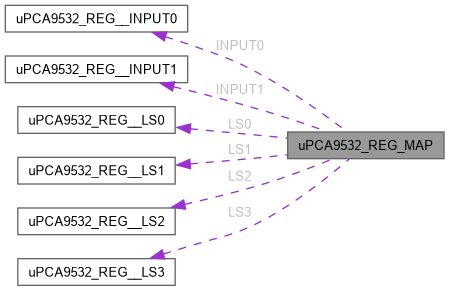 uPCA9532_REG__INPUT0
INPUT0
uPCA9532_REG__INPUT1
INPUT1
uPCA9532_REG__LS0
LS0
uPCA9532_REG_MAP
LS1
uPCA9532_REG__LS1
LS2
uPCA9532_REG__LS2
LS3
uPCA9532_REG__LS3